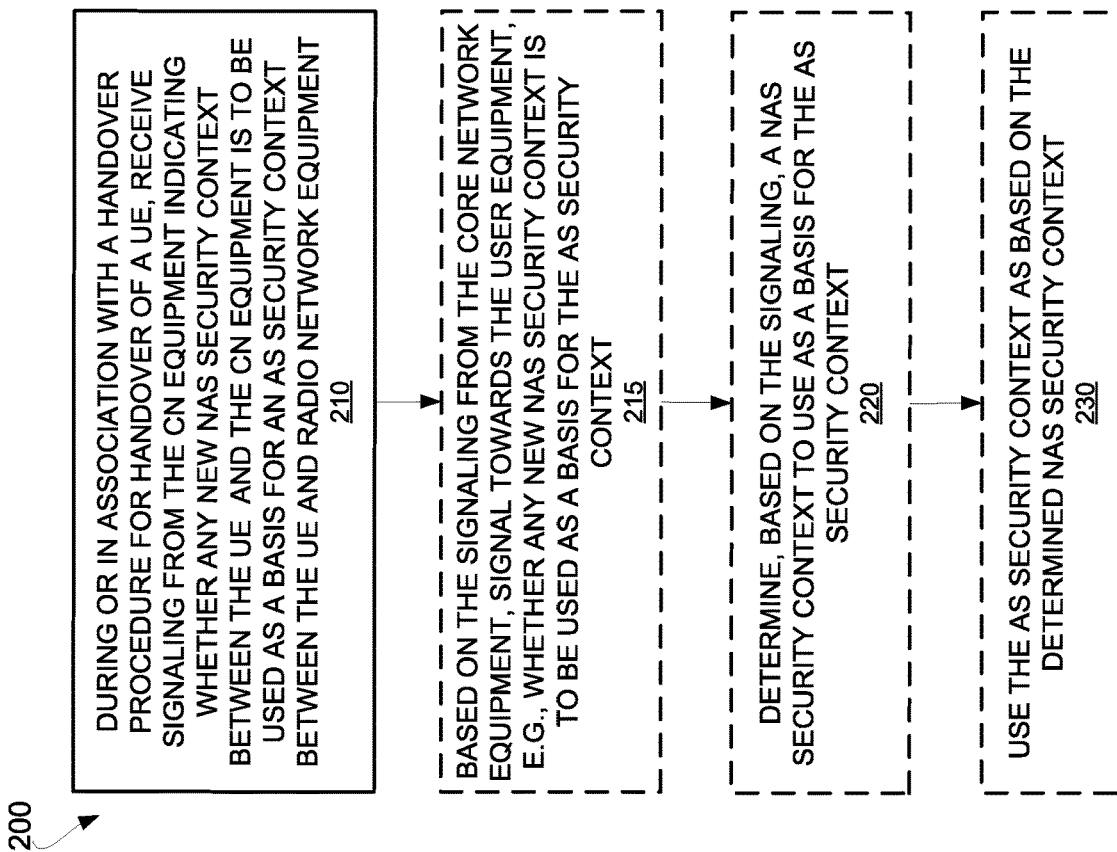 200
DURING OR IN ASSOCIATION WITH A HANDOVER
PROCEDURE FOR HANDOVER OF A UE, RECEIVE
SIGNALING FROM THE CN EQUIPMENT INDICATING
WHETHER ANY NEW NAS SECURITY CONTEXT
BETWEEN THE UE AND THE CN EQUIPMENT IS TO BE
USED AS A BASIS FOR AN AS SECURITY CONTEXT
BETWEEN THE UE AND RADIO NETWORK EQUIPMENT
210
BASED ON THE SIGNALING FROM THE CORE NETWORK
EQUIPMENT, SIGNAL TOWARDS THE USER EQUIPMENT,
E.G., WHETHER ANY NEW NAS SECURITY CONTEXT IS
TO BE USED AS A BASIS FOR THE AS SECURITY
CONTEXT
215
DETERMINE, BASED ON THE SIGNALING, A NAS
SECURITY CONTEXT TO USE AS A BASIS FOR THE AS
SECURITY CONTEXT
220
USE THE AS SECURITY CONTEXT AS BASED ON THE
DETERMINED NAS SECURITY CONTEXT
230